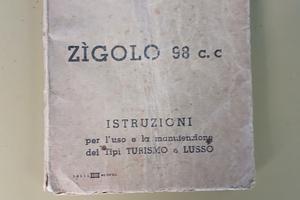 ZÌGOLO 98 c.c
ISTRUZIONI
per l'uso e la manutenzione
dei Tipi TURISMO e LUSSO